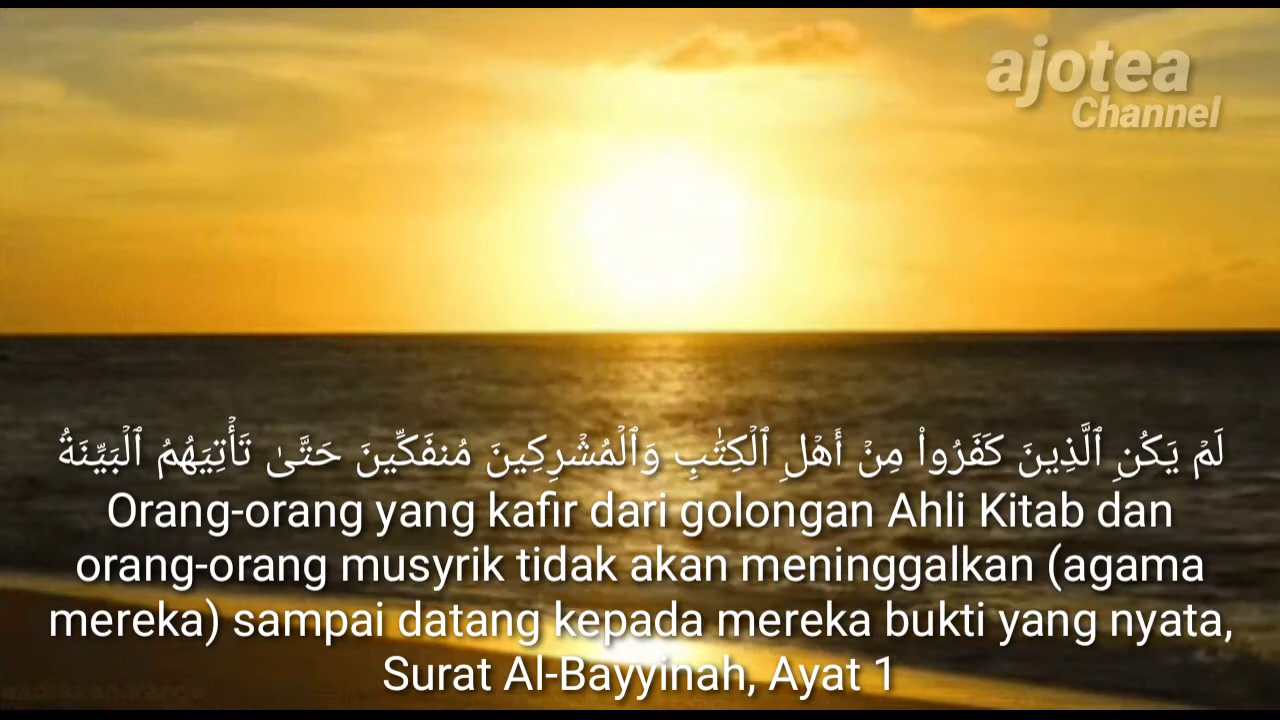 ajotea
Channel
لَمْ يَكُنِ ٱلَّذِينَ كَفَرُوا۟ مِنْ أَهْلِ ٱلْكِتَٰبِ وَٱلْمُشْرِكِينَ مُنفَكِّينَ حَتَّىٰ تَأْتِيَهُمُ ٱلْبَيِّنَةُ
Orang-orang yang kafir dari golongan Ahli Kitab dan
orang-orang musyrik tidak akan meninggalkan (agama
mereka) sampai datang kepada mereka bukti yang nyata,
Surat Al-Bayyinah, Ayat 1